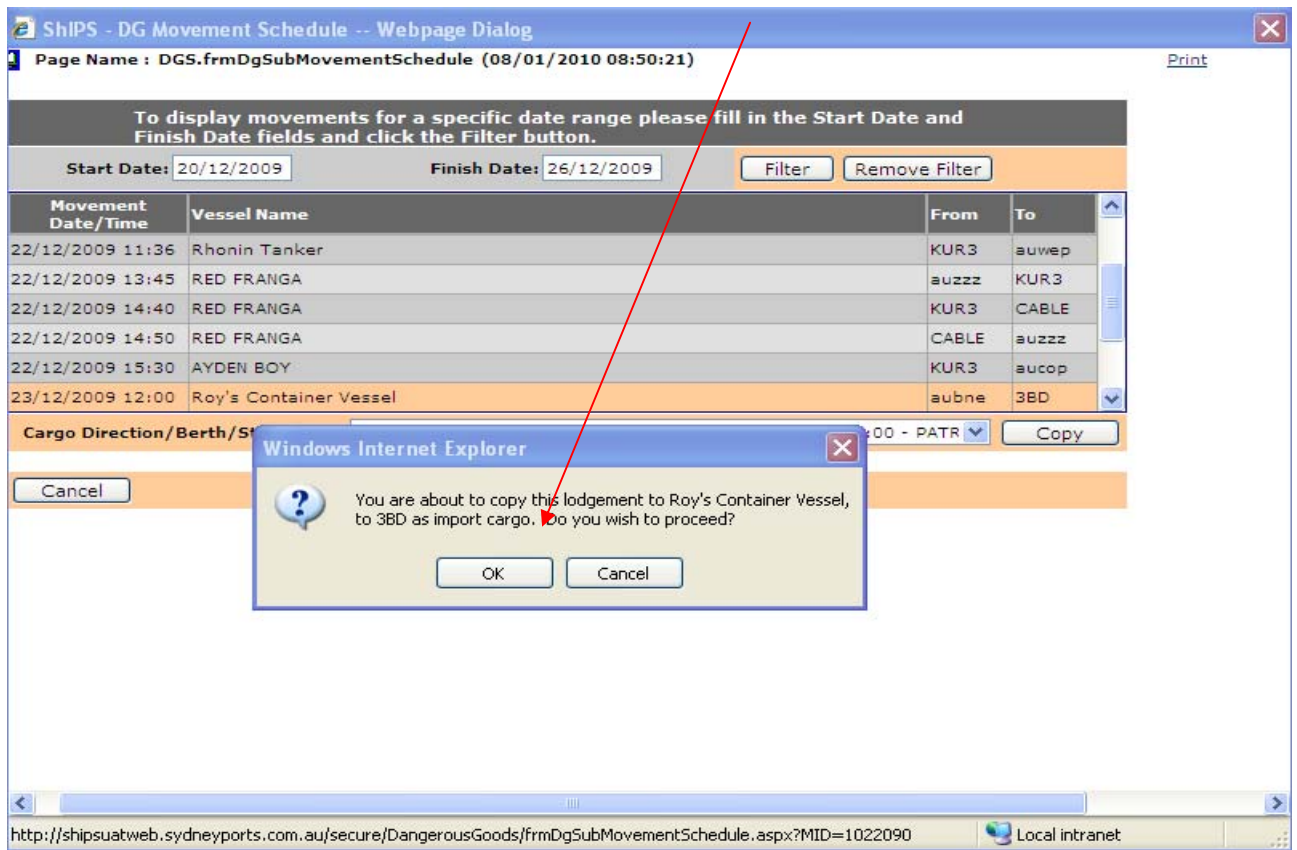 ShIPS - DG Movement Schedule -- Webpage Dialog
Page Name : DGS.frmDgSubMovementSchedule (08/01/2010 08:50:21)
Print
To display movements for a specific date range please fill in the Start Date and
Finish Date fields and click the Filter button.
Start Date: 20/12/2009 Finish Date: 26/12/2009 Filter Remove Filter
Movement
Date/Time Vessel Name From To
22/12/2009 11:36 Rhonin Tanker KUR3 auwep
22/12/2009 13:45 RED FRANGA auzzz KUR3
22/12/2009 14:40 RED FRANGA KUR3 CABLE
22/12/2009 14:50 RED FRANGA CABLE auzzz
22/12/2009 15:30 AYDEN BOY KUR3 aucop
23/12/2009 12:00 Roy's Container Vessel aubne 3BD
Cargo Direction/Berth/St :00 - PATR Copy
Cancel
Windows Internet Explorer
You are about to copy this lodgement to Roy's Container Vessel,
to 3BD as import cargo. Do you wish to proceed?
OK Cancel
http://shipsuatweb.sydneyports.com.au/secure/DangerousGoods/frmDgSubMovementSchedule.aspx?MID=1022090 Local intranet